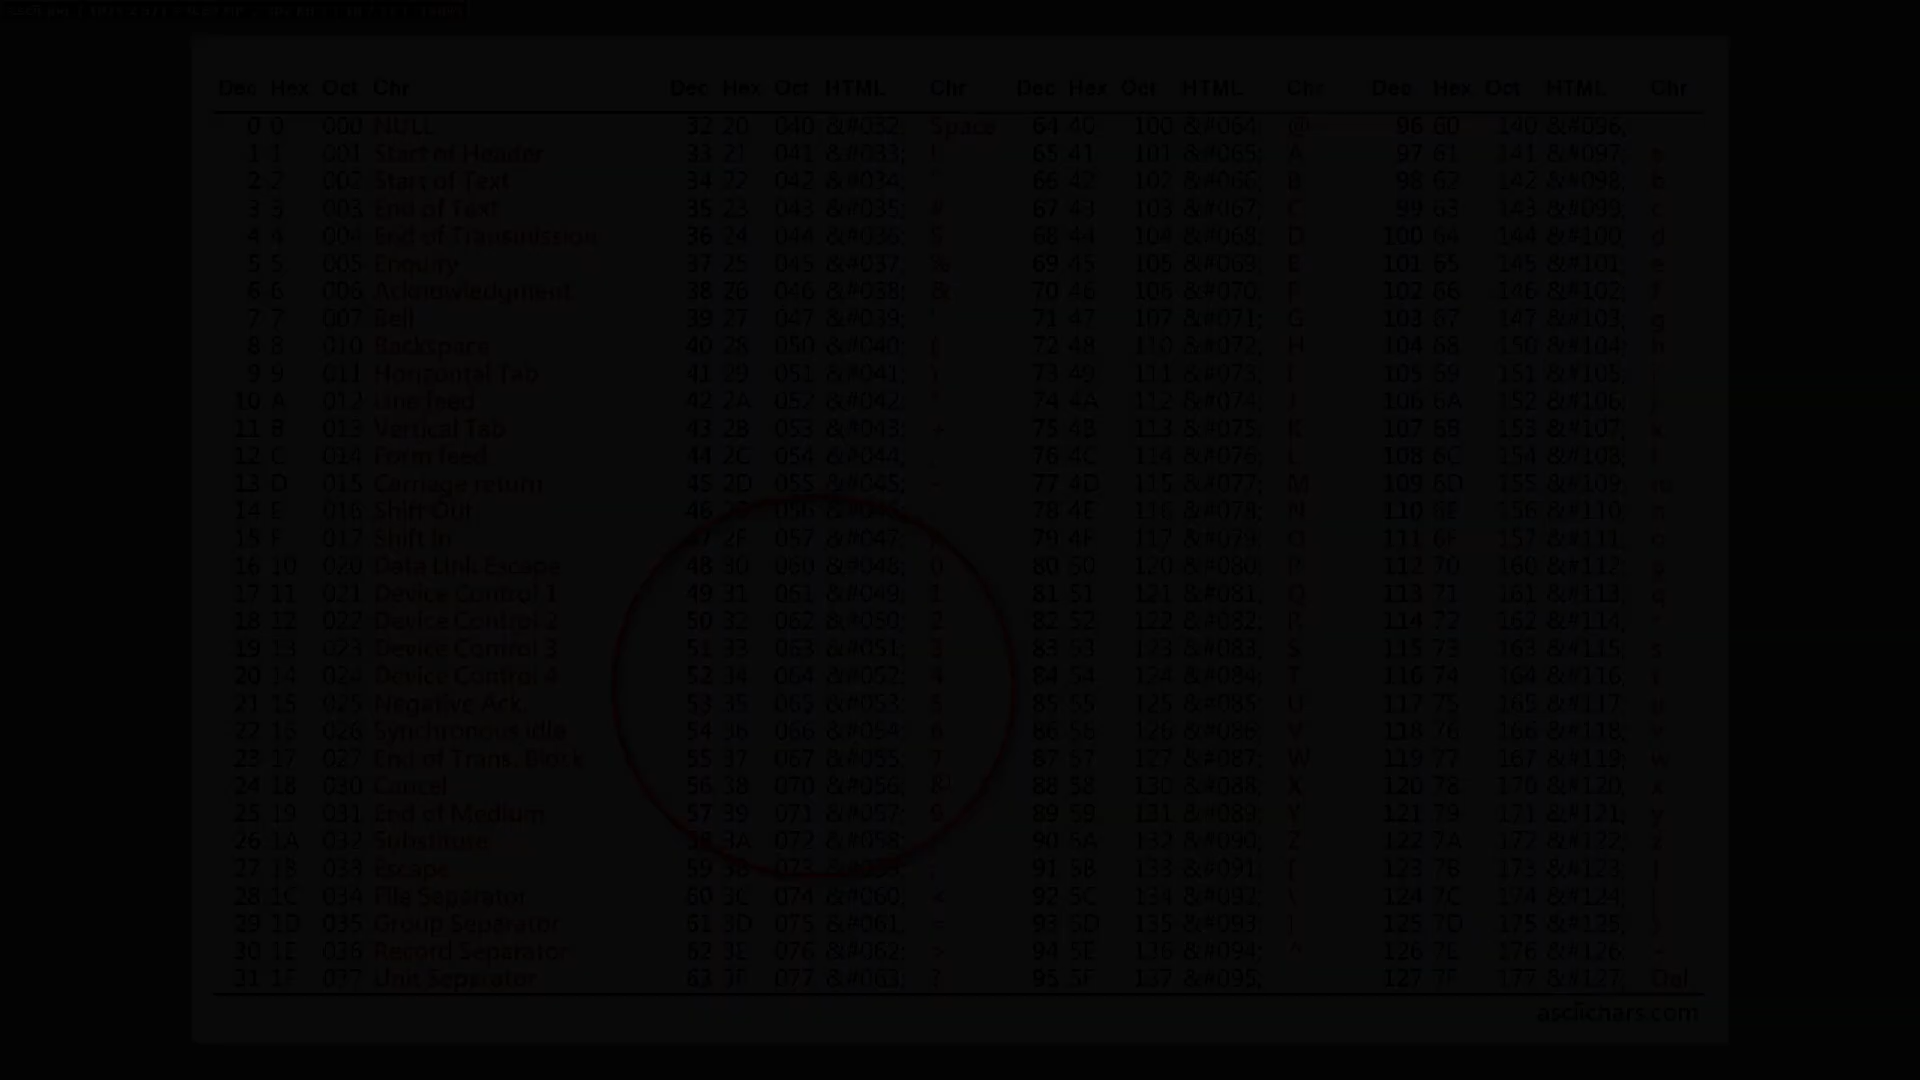 Dec Hex Oct Chr Dec Hex Oct HTML Chr Dec Hex Oct HTML Chr Dec Hex Oct HTML Chr
0 0 000 NULL 32 20 040 &#032; Space 64 40 100 &#064; @ 96 60 140 &#096;
1 1 001 Start of Header 33 21 041 &#033; ! 65 41 101 &#065; A 97 61 141 &#097; a
2 2 002 Start of Text 34 22 042 &#034; " 66 42 102 &#066; B 98 62 142 &#098; b
3 3 003 End of Text 35 23 043 &#035; # 67 43 103 &#067; C 99 63 143 &#099; c
4 4 004 End of Transmission 36 24 044 &#036; $ 68 44 104 &#068; D 100 64 144 &#100; d
5 5 005 Enquiry 37 25 045 &#037; % 69 45 105 &#069; E 101 65 145 &#101; e
6 6 006 Acknowledgment 38 26 046 &#038; & 70 46 106 &#070; F 102 66 146 &#102; f
7 7 007 Bell 39 27 047 &#039; ' 71 47 107 &#071; G 103 67 147 &#103; g
8 8 010 Backspace 40 28 050 &#040; ( 72 48 110 &#072; H 104 68 150 &#104; h
9 9 011 Horizontal Tab 41 29 051 &#041; ) 73 49 111 &#073; I 105 69 151 &#105; i
10 A 012 Line feed 42 2A 052 &#042; * 74 4A 112 &#074; J 106 6A 152 &#106; j
11 B 013 Vertical Tab 43 2B 053 &#043; + 75 4B 113 &#075; K 107 6B 153 &#107; k
12 C 014 Form feed 44 2C 054 &#044; , 76 4C 114 &#076; L 108 6C 154 &#108; l
13 D 015 Carriage return 45 2D 055 &#045; - 77 4D 115 &#077; M 109 6D 155 &#109; m
14 E 016 Shift Out 46 2E 056 &#046; . 78 4E 116 &#078; N 110 6E 156 &#110; n
15 F 017 Shift In 47 2F 057 &#047; / 79 4F 117 &#079; O 111 6F 157 &#111; o
16 10 020 Data Link Escape 48 30 060 &#048; 0 80 50 120 &#080; P 112 70 160 &#112; p
17 11 021 Device Control 1 49 31 061 &#049; 1 81 51 121 &#081; Q 113 71 161 &#113; q
18 12 022 Device Control 2 50 32 062 &#050; 2 82 52 122 &#082; R 114 72 162 &#114; r
19 13 023 Device Control 3 51 33 063 &#051; 3 83 53 123 &#083; S 115 73 163 &#115; s
20 14 024 Device Control 4 52 34 064 &#052; 4 84 54 124 &#084; T 116 74 164 &#116; t
21 15 025 Negative Ack. 53 35 065 &#053; 5 85 55 125 &#085; U 117 75 165 &#117; u
22 16 026 Synchronous idle 54 36 066 &#054; 6 86 56 126 &#086; V 118 76 166 &#118; v
23 17 027 End of Trans. Block 55 37 067 &#055; 7 87 57 127 &#087; W 119 77 167 &#119; w
24 18 030 Cancel 56 38 070 &#056; 8 88 58 130 &#088; X 120 78 170 &#120; x
25 19 031 End of Medium 57 39 071 &#057; 9 89 59 131 &#089; Y 121 79 171 &#121; y
26 1A 032 Substitute 58 3A 072 &#058; : 90 5A 132 &#090; Z 122 7A 172 &#122; z
27 1B 033 Escape 59 3B 073 &#059; ; 91 5B 133 &#091; [ 123 7B 173 &#123; {
28 1C 034 File Separator 60 3C 074 &#060; < 92 5C 134 &#092; \ 124 7C 174 &#124; |
29 1D 035 Group Separator 61 3D 075 &#061; = 93 5D 135 &#093; ] 125 7D 175 &#125; }
30 1E 036 Record Separator 62 3E 076 &#062; > 94 5E 136 &#094; ^ 126 7E 176 &#126; ~
31 1F 037 Unit Separator 63 3F 077 &#063; ? 95 5F 137 &#095; 127 7F 177 &#127; Del
asciichars.com